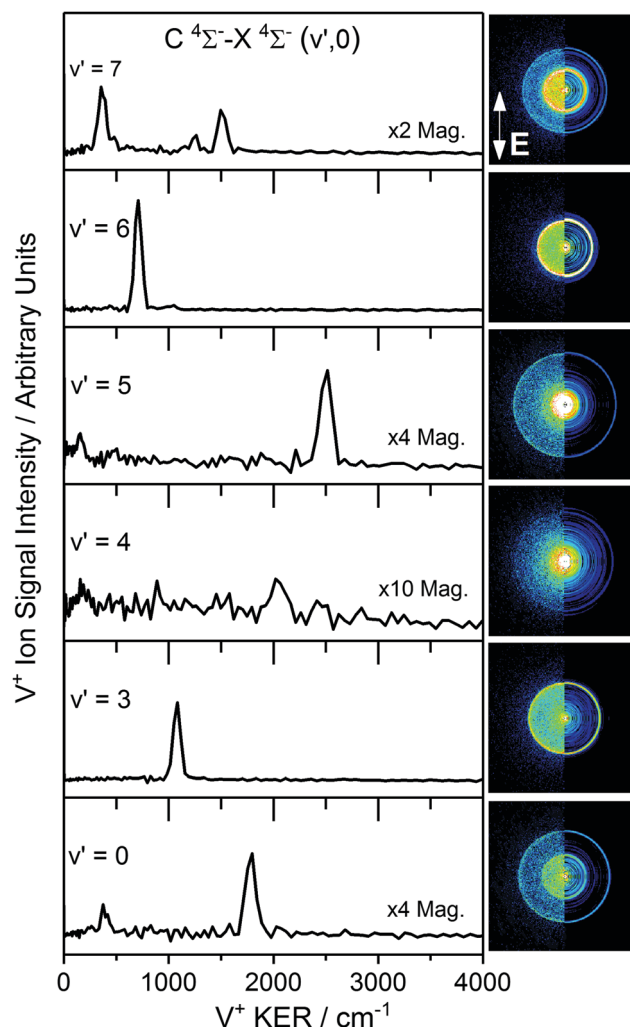 C ⁴Σ⁻-X ⁴Σ⁻ (v',0)
v' = 7
x2 Mag.
E
v' = 6
v' = 5
x4 Mag.
v' = 4
x10 Mag.
v' = 3
v' = 0
x4 Mag.
0 1000 2000 3000 4000
V⁺ KER / cm⁻¹
V⁺ Ion Signal Intensity / Arbitrary Units